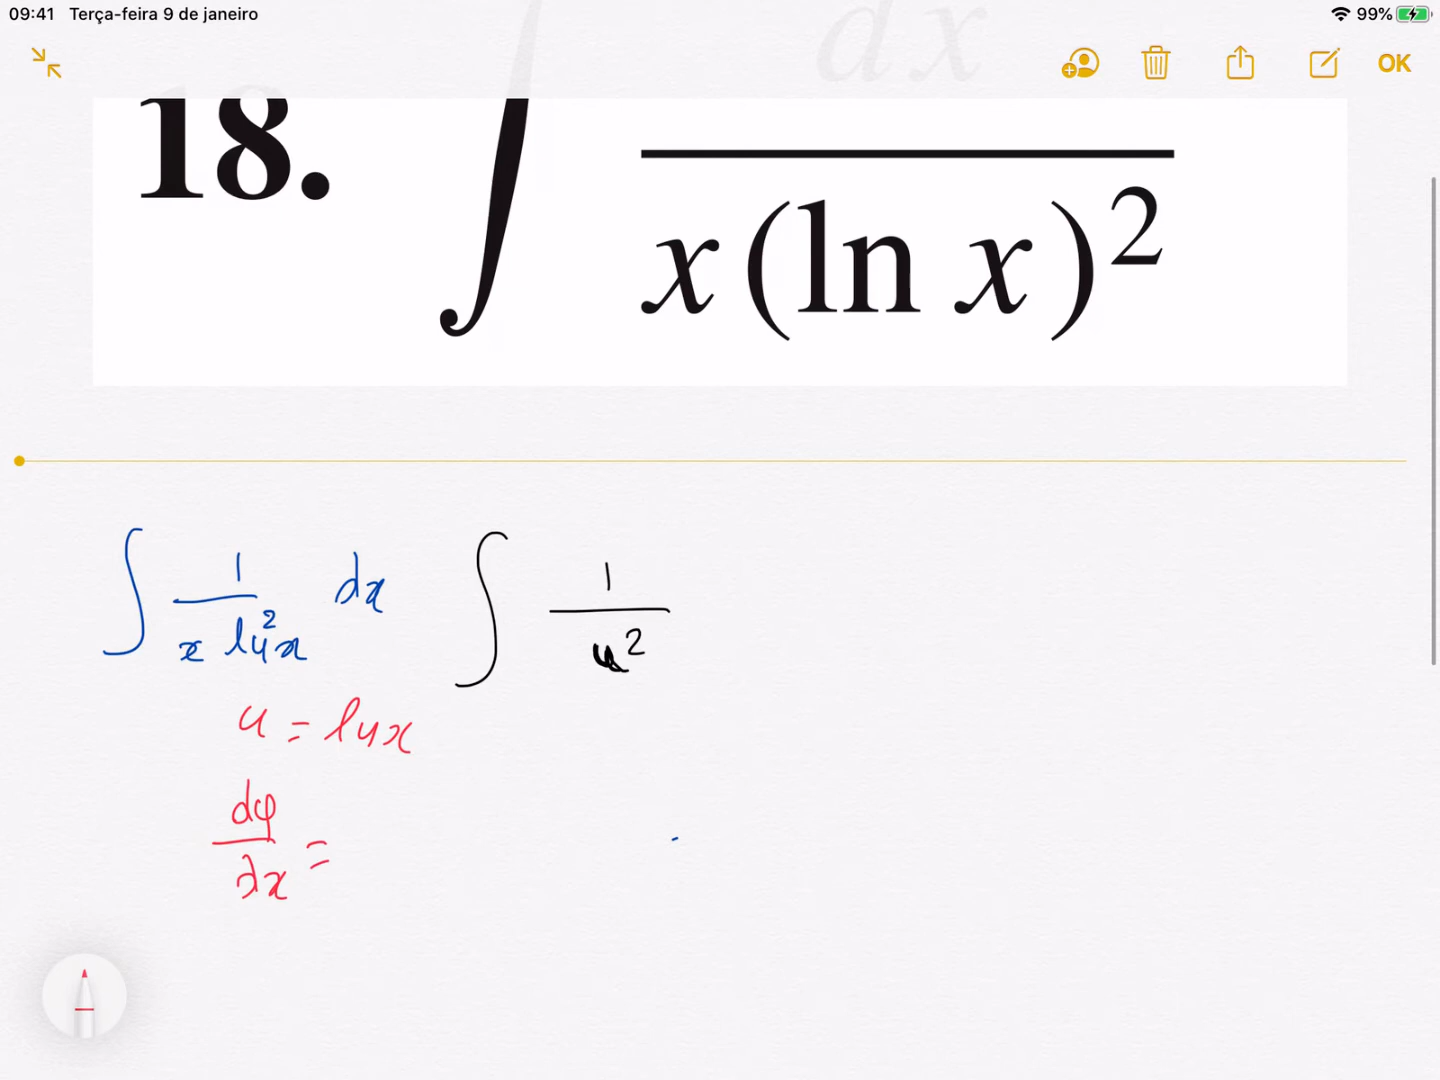 09:41 Terça-feira 9 de janeiro 99%
OK
18. ∫ dx / x(ln x)²
∫ 1 / x ln²x dx ∫ 1 / u²
u = lnx
du / dx =